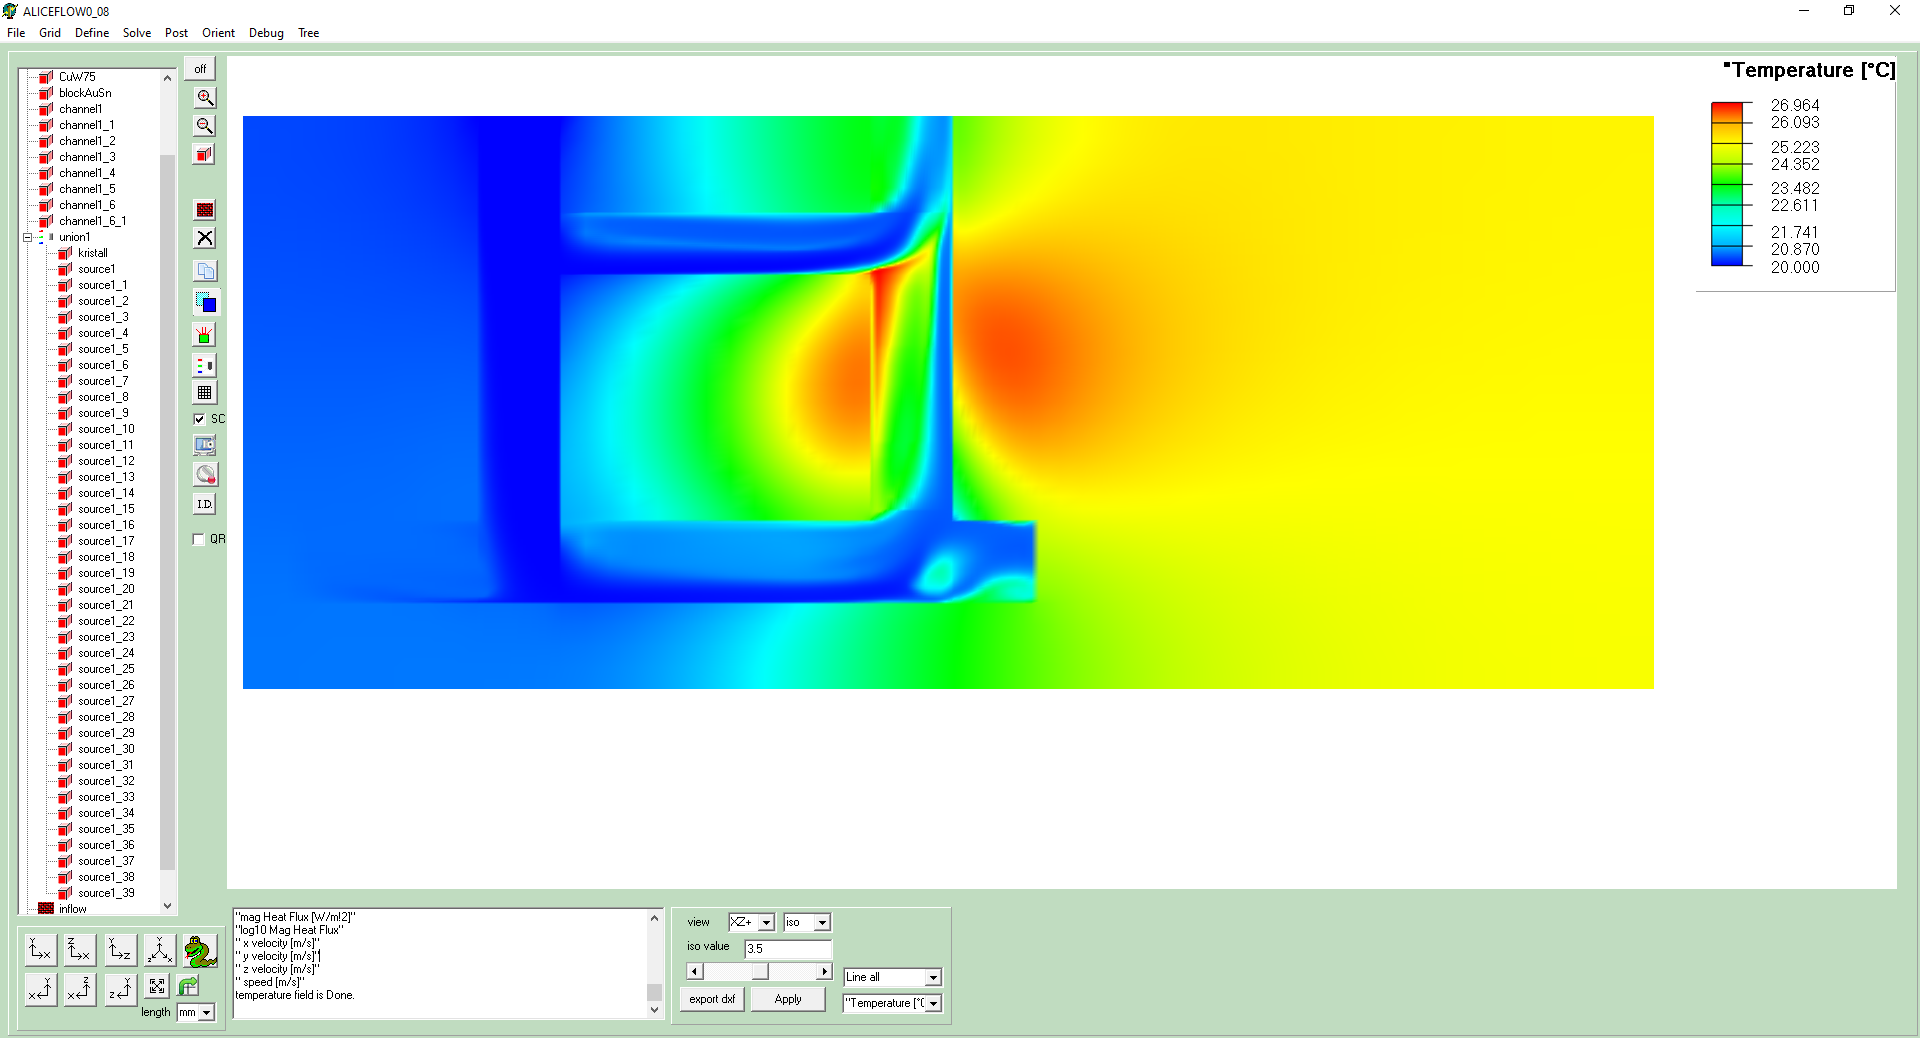 ALICEFLOW0_08
File Grid Define Solve Post Orient Debug Tree
CuW75
blockAuSn
channel1
channel1_1
channel1_2
channel1_3
channel1_4
channel1_5
channel1_6
channel1_6_1
union1
kristall
source1
source1_1
source1_2
source1_3
source1_4
source1_5
source1_6
source1_7
source1_8
source1_9
source1_10
source1_11
source1_12
source1_13
source1_14
source1_15
source1_16
source1_17
source1_18
source1_19
source1_20
source1_21
source1_22
source1_23
source1_24
source1_25
source1_26
source1_27
source1_28
source1_29
source1_30
source1_31
source1_32
source1_33
source1_34
source1_35
source1_36
source1_37
source1_38
source1_39
inflow
off
I.D.
SC
QR
"Temperature [°C]
26.964
26.093
25.223
24.352
23.482
22.611
21.741
20.870
20.000
length mm
"mag Heat Flux [W/m!2]"
"log10 Mag Heat Flux"
" x velocity [m/s]"
" y velocity [m/s]"
" z velocity [m/s]"
" speed [m/s]"
temperature field is Done.
view XZ+ iso
iso value 3.5
Line all
export dxf Apply "Temperature [°(